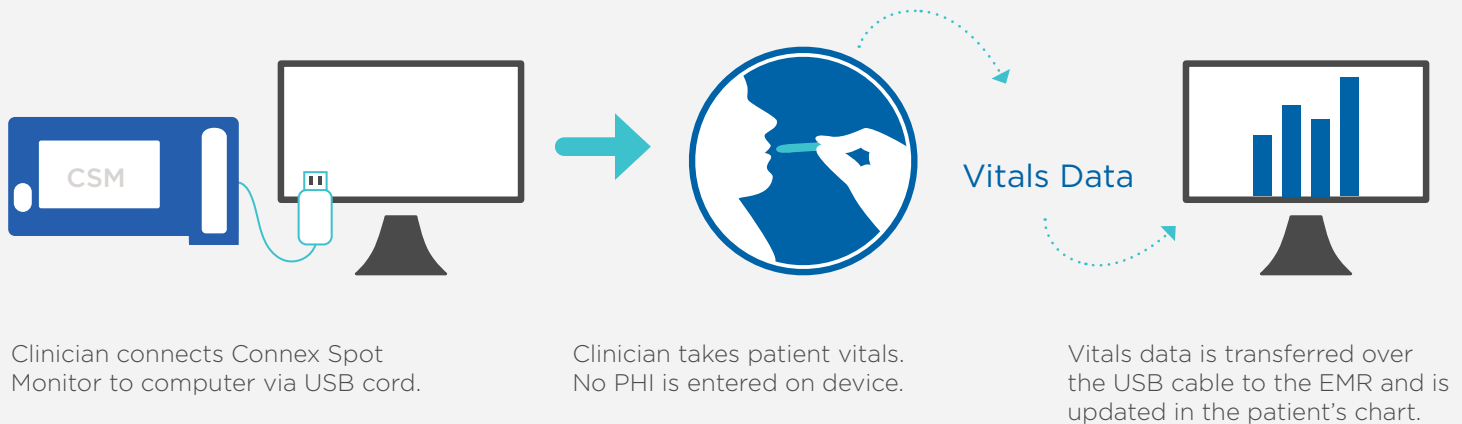 CSM
Vitals Data
Clinician connects Connex Spot
Monitor to computer via USB cord.
Clinician takes patient vitals.
No PHI is entered on device.
Vitals data is transferred over
the USB cable to the EMR and is
updated in the patient’s chart.